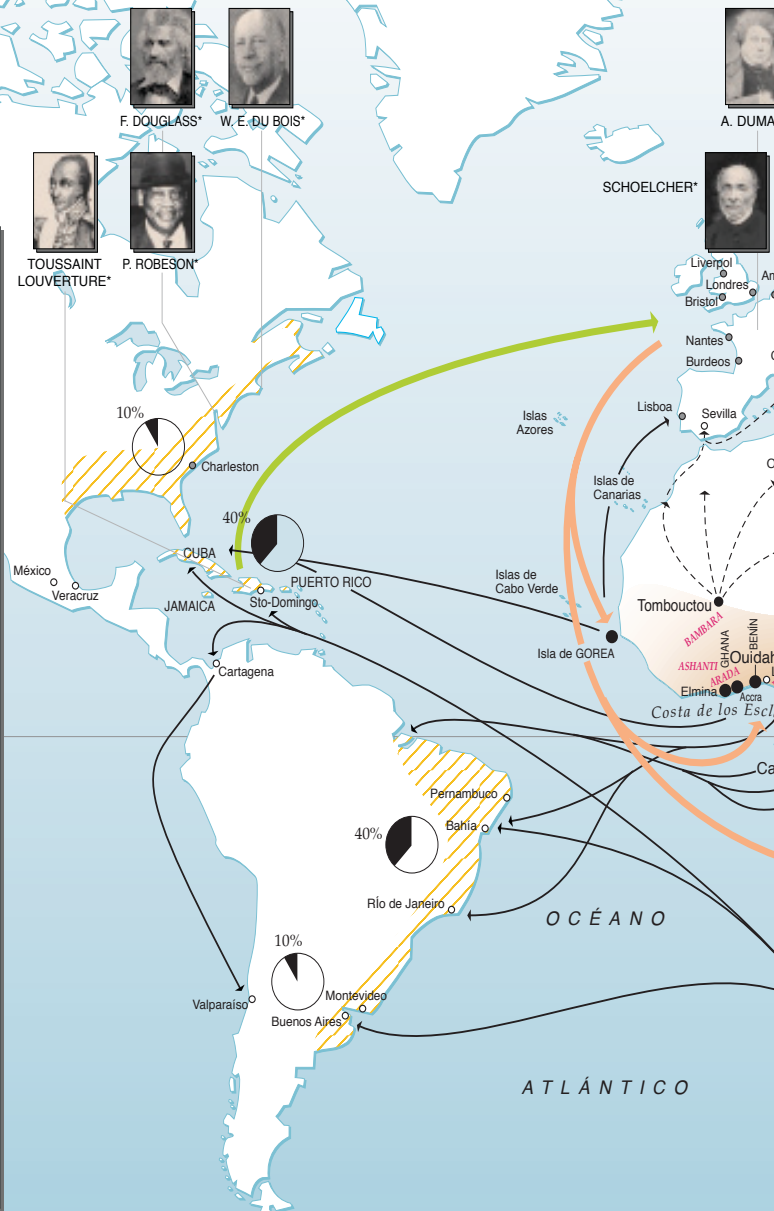 F. DOUGLASS*
W. E. DU BOIS*
A. DUMA
SCHOELCHER*
TOUSSAINT
LOUVERTURE*
P. ROBESON*
Liverpol
Londres
Am
Bristol
Nantes
Burdeos
Lisboa
Sevilla
Islas
Azores
10%
Charleston
Islas de
Canarias
40%
CUBA
México
Veracruz
PUERTO RICO
JAMAICA
Sto-Domingo
Islas de
Cabo Verde
Tombouctou
BAMBARA
GHANA
BENÍN
Isla de GOREA
ASHANTI
ARADA
Ouidah
L
Elmina
Accra
Cartagena
Costa de los Escl
Ca
Pernambuco
Bahía
40%
RÍo de Janeiro
OCÉANO
10%
Valparaíso
Montevideo
Buenos Aires
ATLÁNTICO